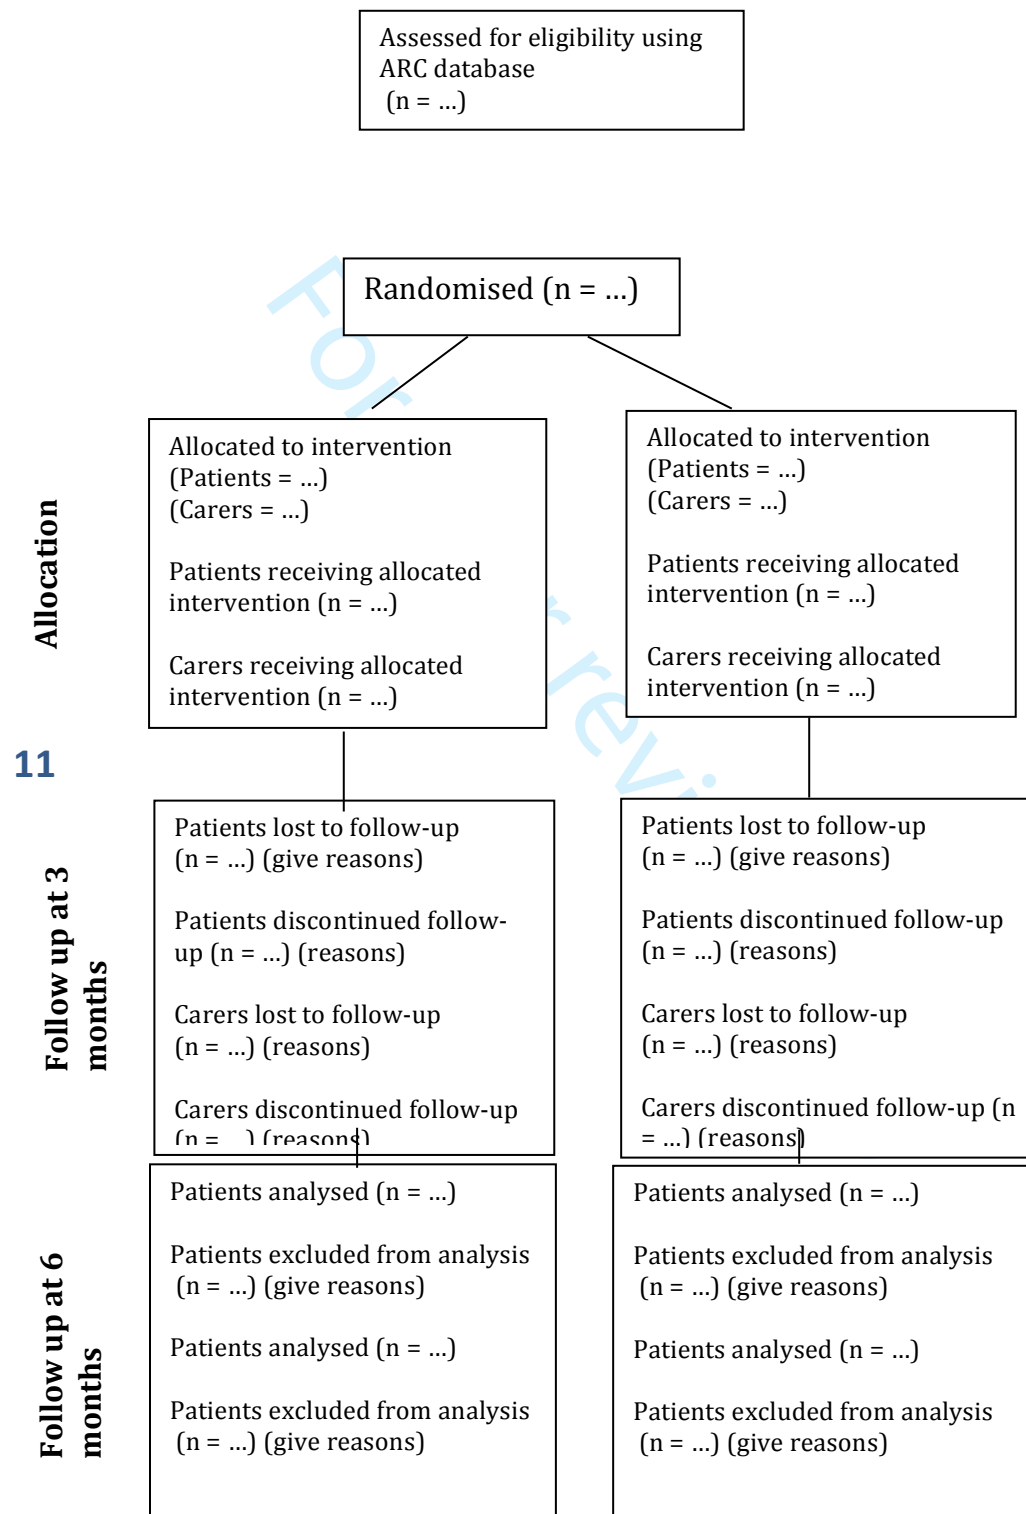 Assessed for eligibility using
ARC database
(n = ...)
Randomised (n = ...)
For
r revi
Allocation
Allocated to intervention
(Patients = ...)
(Carers = ...)
Patients receiving allocated
intervention (n = ...)
Carers receiving allocated
intervention (n = ...)
Allocated to intervention
(Patients = ...)
(Carers = ...)
Patients receiving allocated
intervention (n = ...)
Carers receiving allocated
intervention (n = ...)
11
Follow up at 3
months
Patients lost to follow-up
(n = ...) (give reasons)
Patients discontinued follow-
up (n = ...) (reasons)
Carers lost to follow-up
(n = ...) (reasons)
Carers discontinued follow-up
(n = ...) (reasons)
Patients lost to follow-up
(n = ...) (give reasons)
Patients discontinued follow-up
(n = ...) (reasons)
Carers lost to follow-up
(n = ...) (reasons)
Carers discontinued follow-up (n
= ...) (reasons)
Follow up at 6
months
Patients analysed (n = ...)
Patients excluded from analysis
(n = ...) (give reasons)
Patients analysed (n = ...)
Patients excluded from analysis
(n = ...) (give reasons)
Patients analysed (n = ...)
Patients excluded from analysis
(n = ...) (give reasons)
Patients analysed (n = ...)
Patients excluded from analysis
(n = ...) (give reasons)